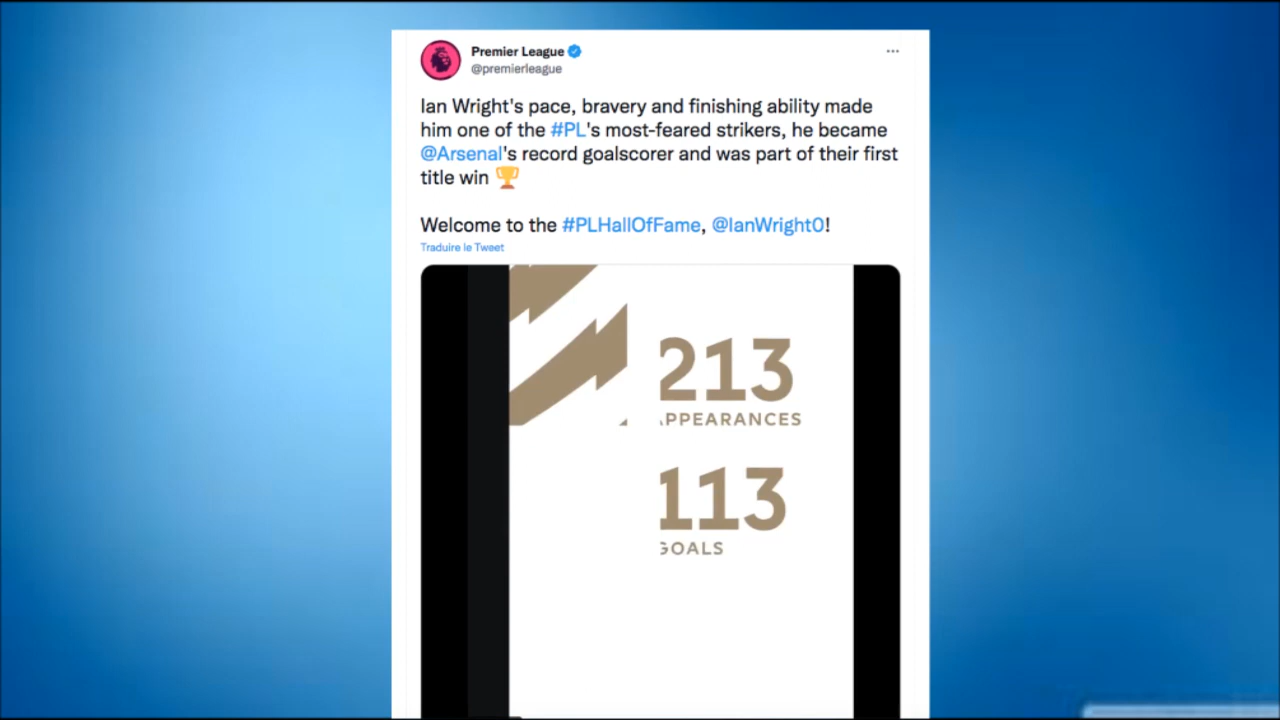 Premier League
@premierleague
Ian Wright's pace, bravery and finishing ability made
him one of the #PL's most-feared strikers, he became
@Arsenal's record goalscorer and was part of their first
title win 🏆
Welcome to the #PLHallOfFame, @IanWright0!
Traduire le Tweet
213
APPEARANCES
113
GOALS